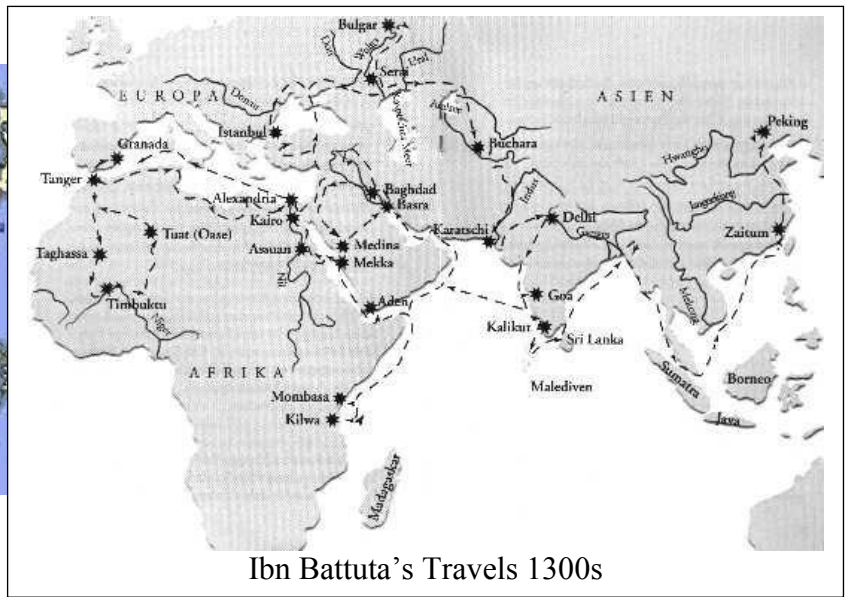 Bulgar
Don
Wolga
Ural
Serai
EUROPA
Donau
Kaspisches Meer
ASIEN
Peking
Granada
Istanbul
Buchara
Hwangho
Tanger
Alexandria
Baghdad
Indus
Jangtsekiang
Kairo
Basra
Karatschi
Delhi
Tuat (Oase)
Ganges
Zaitum
Taghassa
Assuan
Medina
Mekka
Nil
Mekong
Timbuktu
Aden
Goa
Niger
Kalikut
Sri Lanka
AFRIKA
Malediven
Sumatra
Borneo
Mombasa
Kilwa
Java
Madagaskar
Ibn Battuta’s Travels 1300s